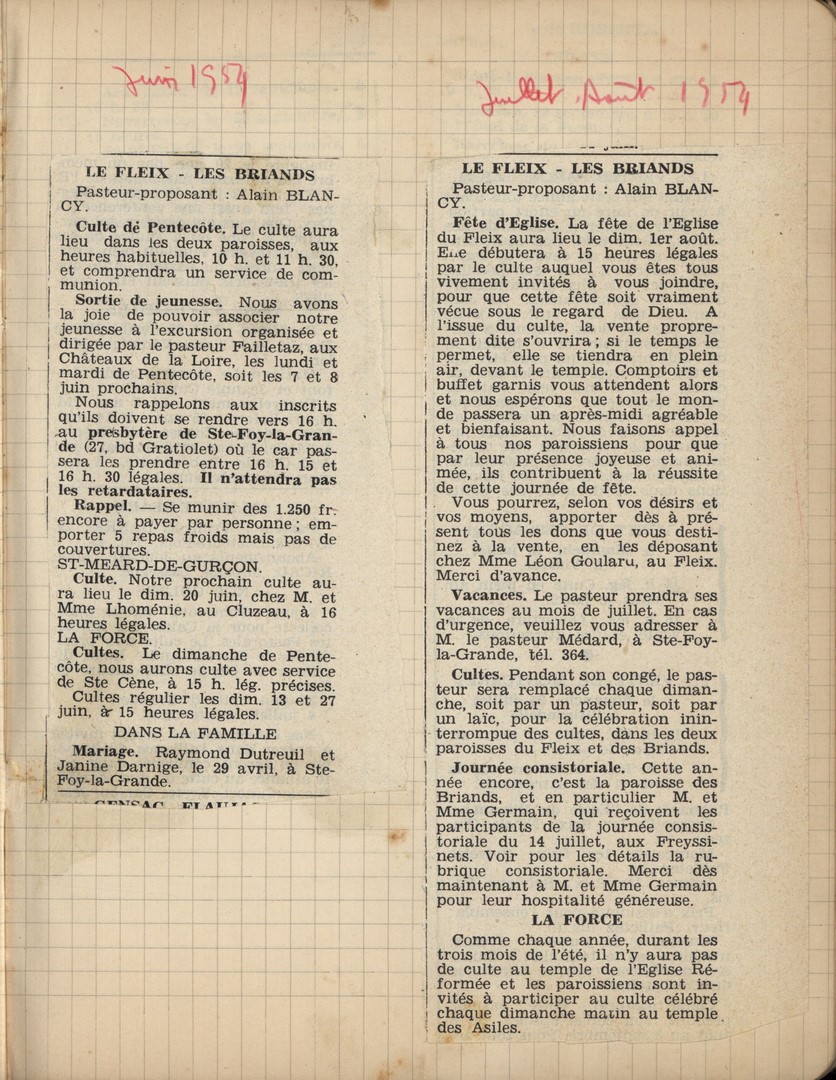 Juin 1954
LE FLEIX - LES BRIANDS
Pasteur-proposant : Alain BLAN-
CY.
Culte de Pentecôte. Le culte aura
lieu dans les deux paroisses, aux
heures habituelles, 10 h. et 11 h. 30,
et comprendra un service de com-
munion.
Sortie de jeunesse. Nous avons
la joie de pouvoir associer notre
jeunesse à l'excursion organisée et
dirigée par le pasteur Failletaz, aux
Châteaux de la Loire, les lundi et
mardi de Pentecôte, soit les 7 et 8
juin prochains.
Nous rappelons aux inscrits
qu'ils doivent se rendre vers 16 h.
au presbytère de Ste-Foy-la-Gran-
de (27, bd Gratiolet) où le car pas-
sera les prendre entre 16 h. 15 et
16 h. 30 légales. Il n'attendra pas
les retardataires.
Rappel. — Se munir des 1.250 fr.
encore à payer par personne ; em-
porter 5 repas froids mais pas de
couvertures.
ST-MEARD-DE-GURÇON.
Culte. Notre prochain culte au-
ra lieu le dim. 20 juin, chez M. et
Mme Lhoménie, au Cluzeau, à 16
heures légales.
LA FORCE.
Cultes. Le dimanche de Pente-
côte, nous aurons culte avec service
de Ste Cène, à 15 h. lég. précises.
Cultes régulier les dim. 13 et 27
juin, à 15 heures légales.
DANS LA FAMILLE
Mariage. Raymond Dutreuil et
Janine Darnige, le 29 avril, à Ste-
Foy-la-Grande.
Juillet. Août 1954
LE FLEIX - LES BRIANDS
Pasteur-proposant : Alain BLAN-
CY.
Fête d'Eglise. La fête de l'Eglise
du Fleix aura lieu le dim. 1er août.
Elle débutera à 15 heures légales
par le culte auquel vous êtes tous
vivement invités à vous joindre,
pour que cette fête soit vraiment
vécue sous le regard de Dieu. A
l'issue du culte, la vente propre-
ment dite s'ouvrira ; si le temps le
permet, elle se tiendra en plein
air, devant le temple. Comptoirs et
buffet garnis vous attendent alors
et nous espérons que tout le mon-
de passera un après-midi agréable
et bienfaisant. Nous faisons appel
à tous nos paroissiens pour que
par leur présence joyeuse et ani-
mée, ils contribuent à la réussite
de cette journée de fête.
Vous pourrez, selon vos désirs et
vos moyens, apporter dès à pré-
sent tous les dons que vous desti-
nez à la vente, en les déposant
chez Mme Léon Goularu, au Fleix.
Merci d'avance.
Vacances. Le pasteur prendra ses
vacances au mois de juillet. En cas
d'urgence, veuillez vous adresser à
M. le pasteur Médard, à Ste-Foy-
la-Grande, tél. 364.
Cultes. Pendant son congé, le pas-
teur sera remplacé chaque diman-
che, soit par un pasteur, soit par
un laïc, pour la célébration inin-
terrompue des cultes, dans les deux
paroisses du Fleix et des Briands.
Journée consistoriale. Cette an-
née encore, c'est la paroisse des
Briands, et en particulier M. et
Mme Germain, qui reçoivent les
participants de la journée consis-
toriale du 14 juillet, aux Freyssi-
nets. Voir pour les détails la ru-
brique consistoriale. Merci dès
maintenant à M. et Mme Germain
pour leur hospitalité généreuse.
LA FORCE
Comme chaque année, durant les
trois mois de l'été, il n'y aura pas
de culte au temple de l'Eglise Ré-
formée et les paroissiens sont in-
vités à participer au culte célébré
chaque dimanche matin au temple
des Asiles.